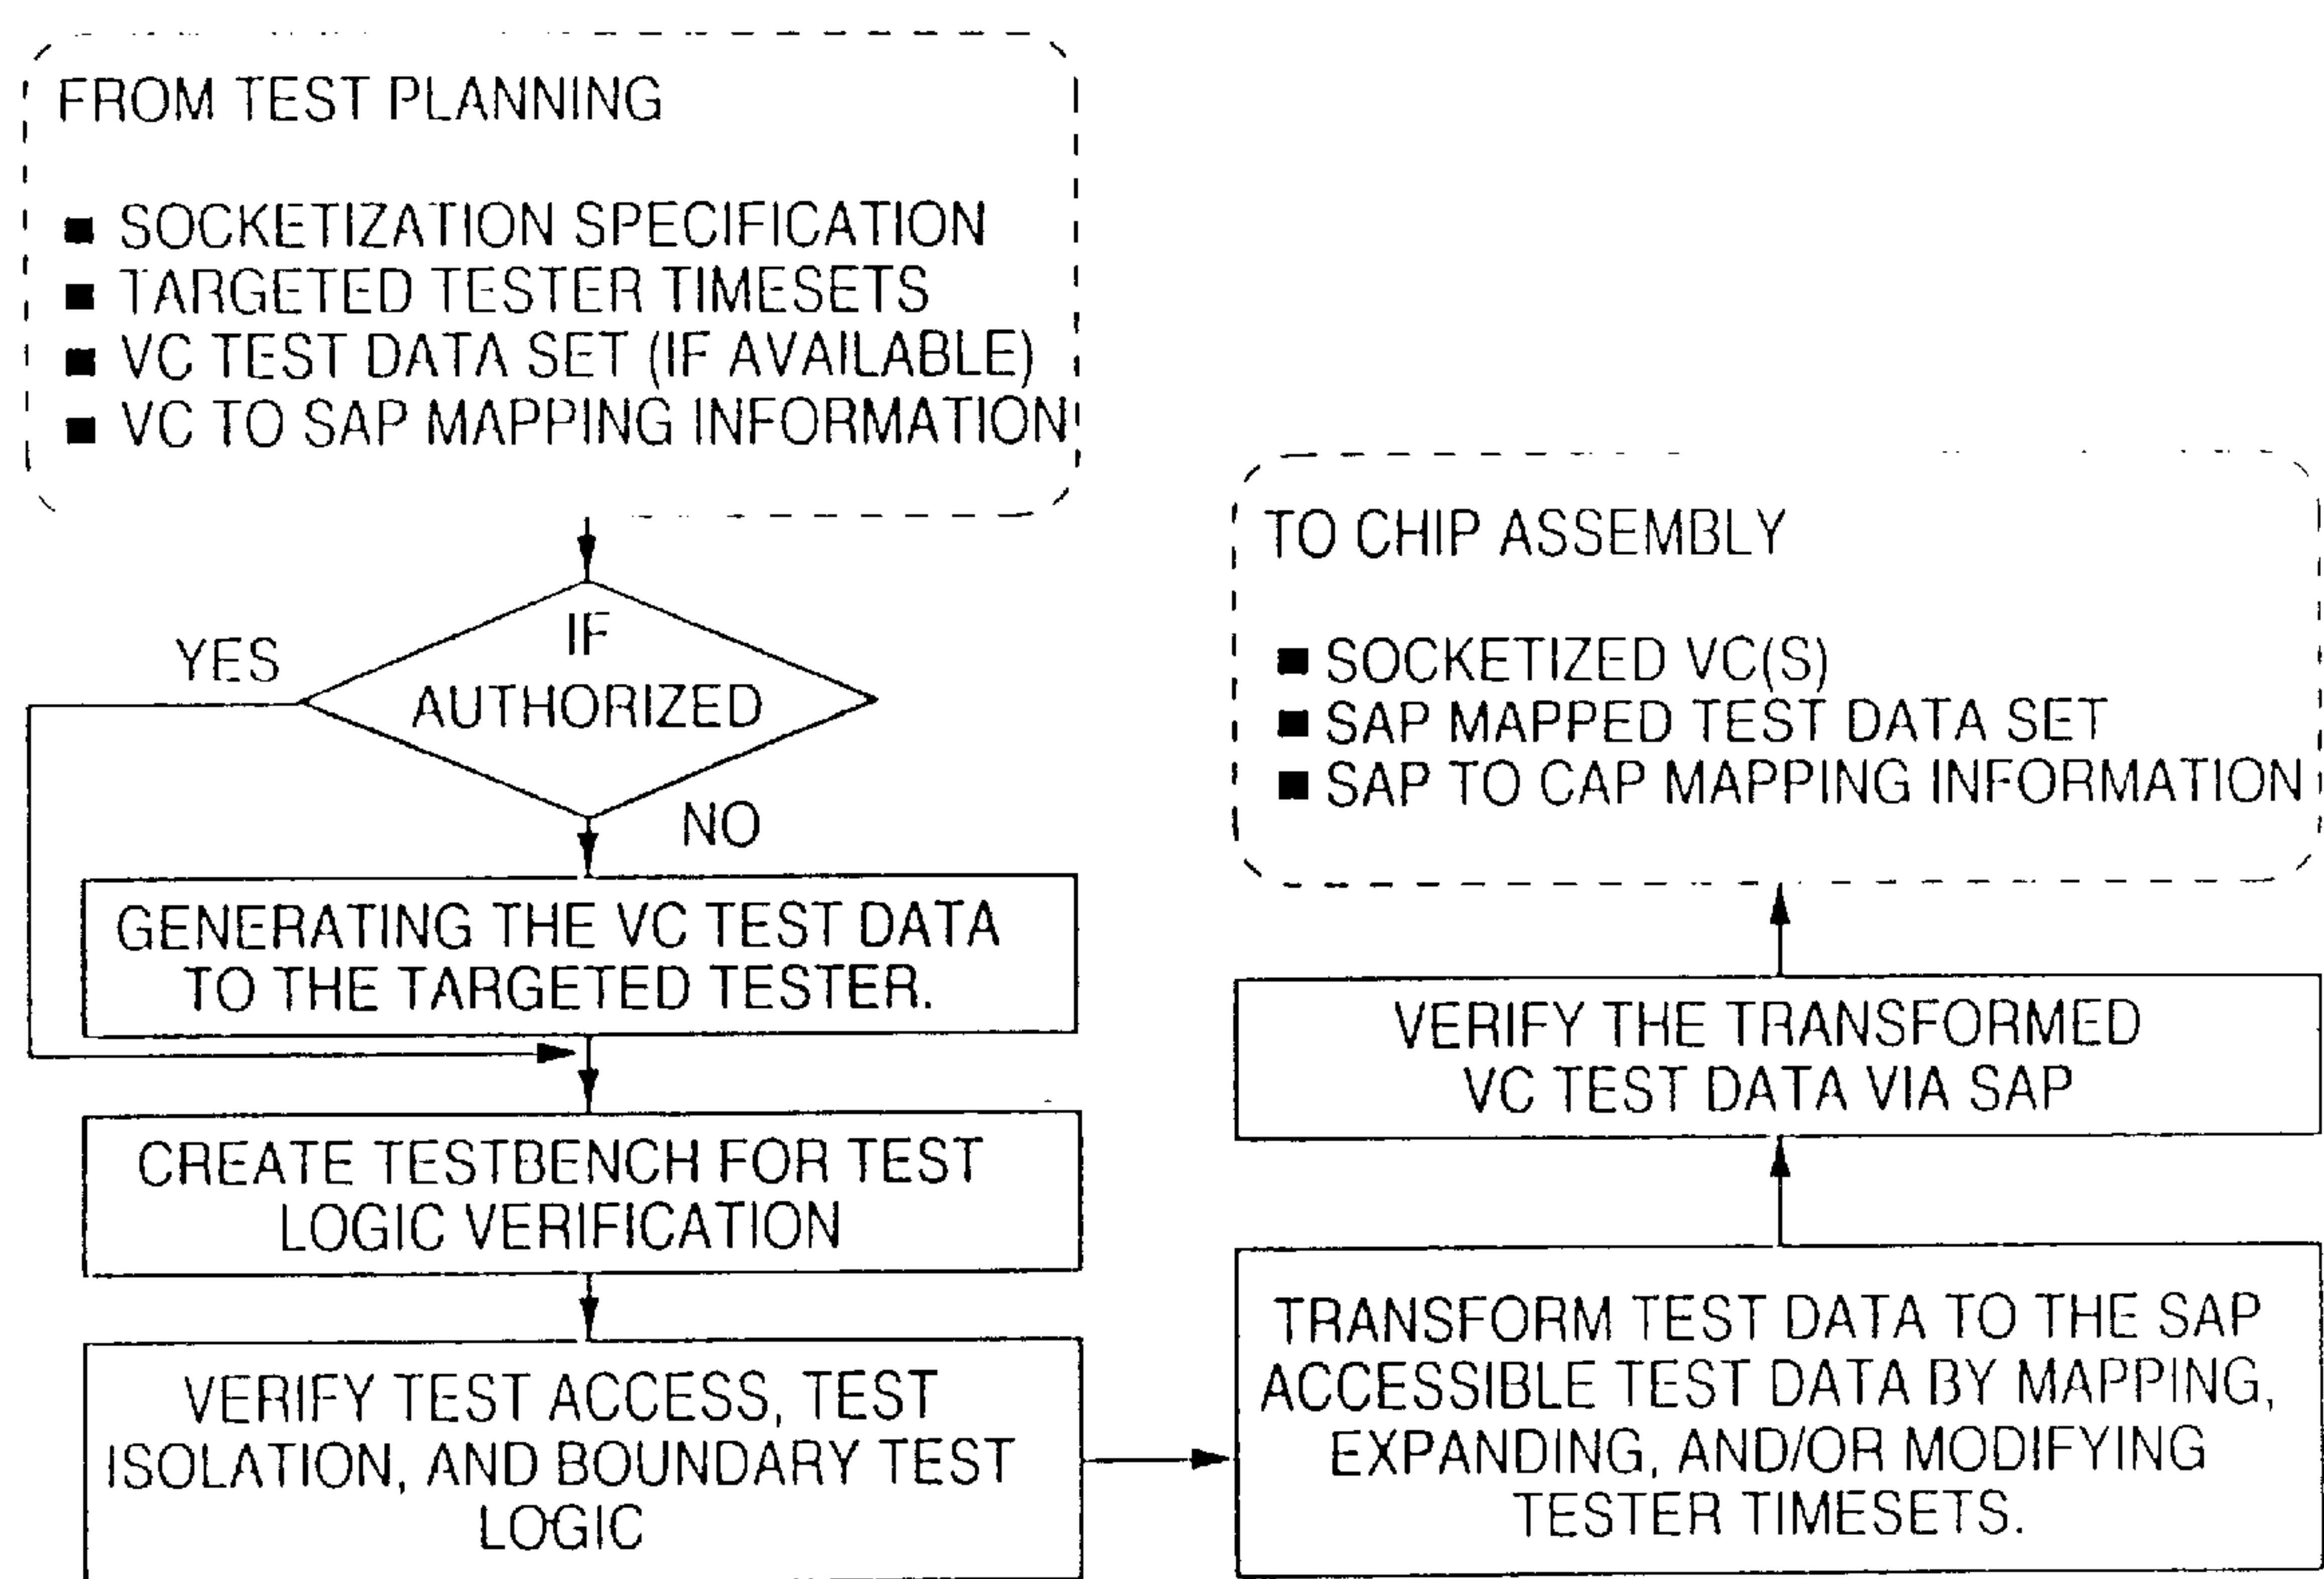 FROM TEST PLANNING
■ SOCKETIZATION SPECIFICATION
■ TARGETED TESTER TIMESETS
■ VC TEST DATA SET (IF AVAILABLE)
■ VC TO SAP MAPPING INFORMATION
IF
AUTHORIZED
YES
NO
GENERATING THE VC TEST DATA
TO THE TARGETED TESTER.
CREATE TESTBENCH FOR TEST
LOGIC VERIFICATION
VERIFY TEST ACCESS, TEST
ISOLATION, AND BOUNDARY TEST
LOGIC
TRANSFORM TEST DATA TO THE SAP
ACCESSIBLE TEST DATA BY MAPPING,
EXPANDING, AND/OR MODIFYING
TESTER TIMESETS.
VERIFY THE TRANSFORMED
VC TEST DATA VIA SAP
TO CHIP ASSEMBLY
■ SOCKETIZED VC(S)
■ SAP MAPPED TEST DATA SET
■ SAP TO CAP MAPPING INFORMATION